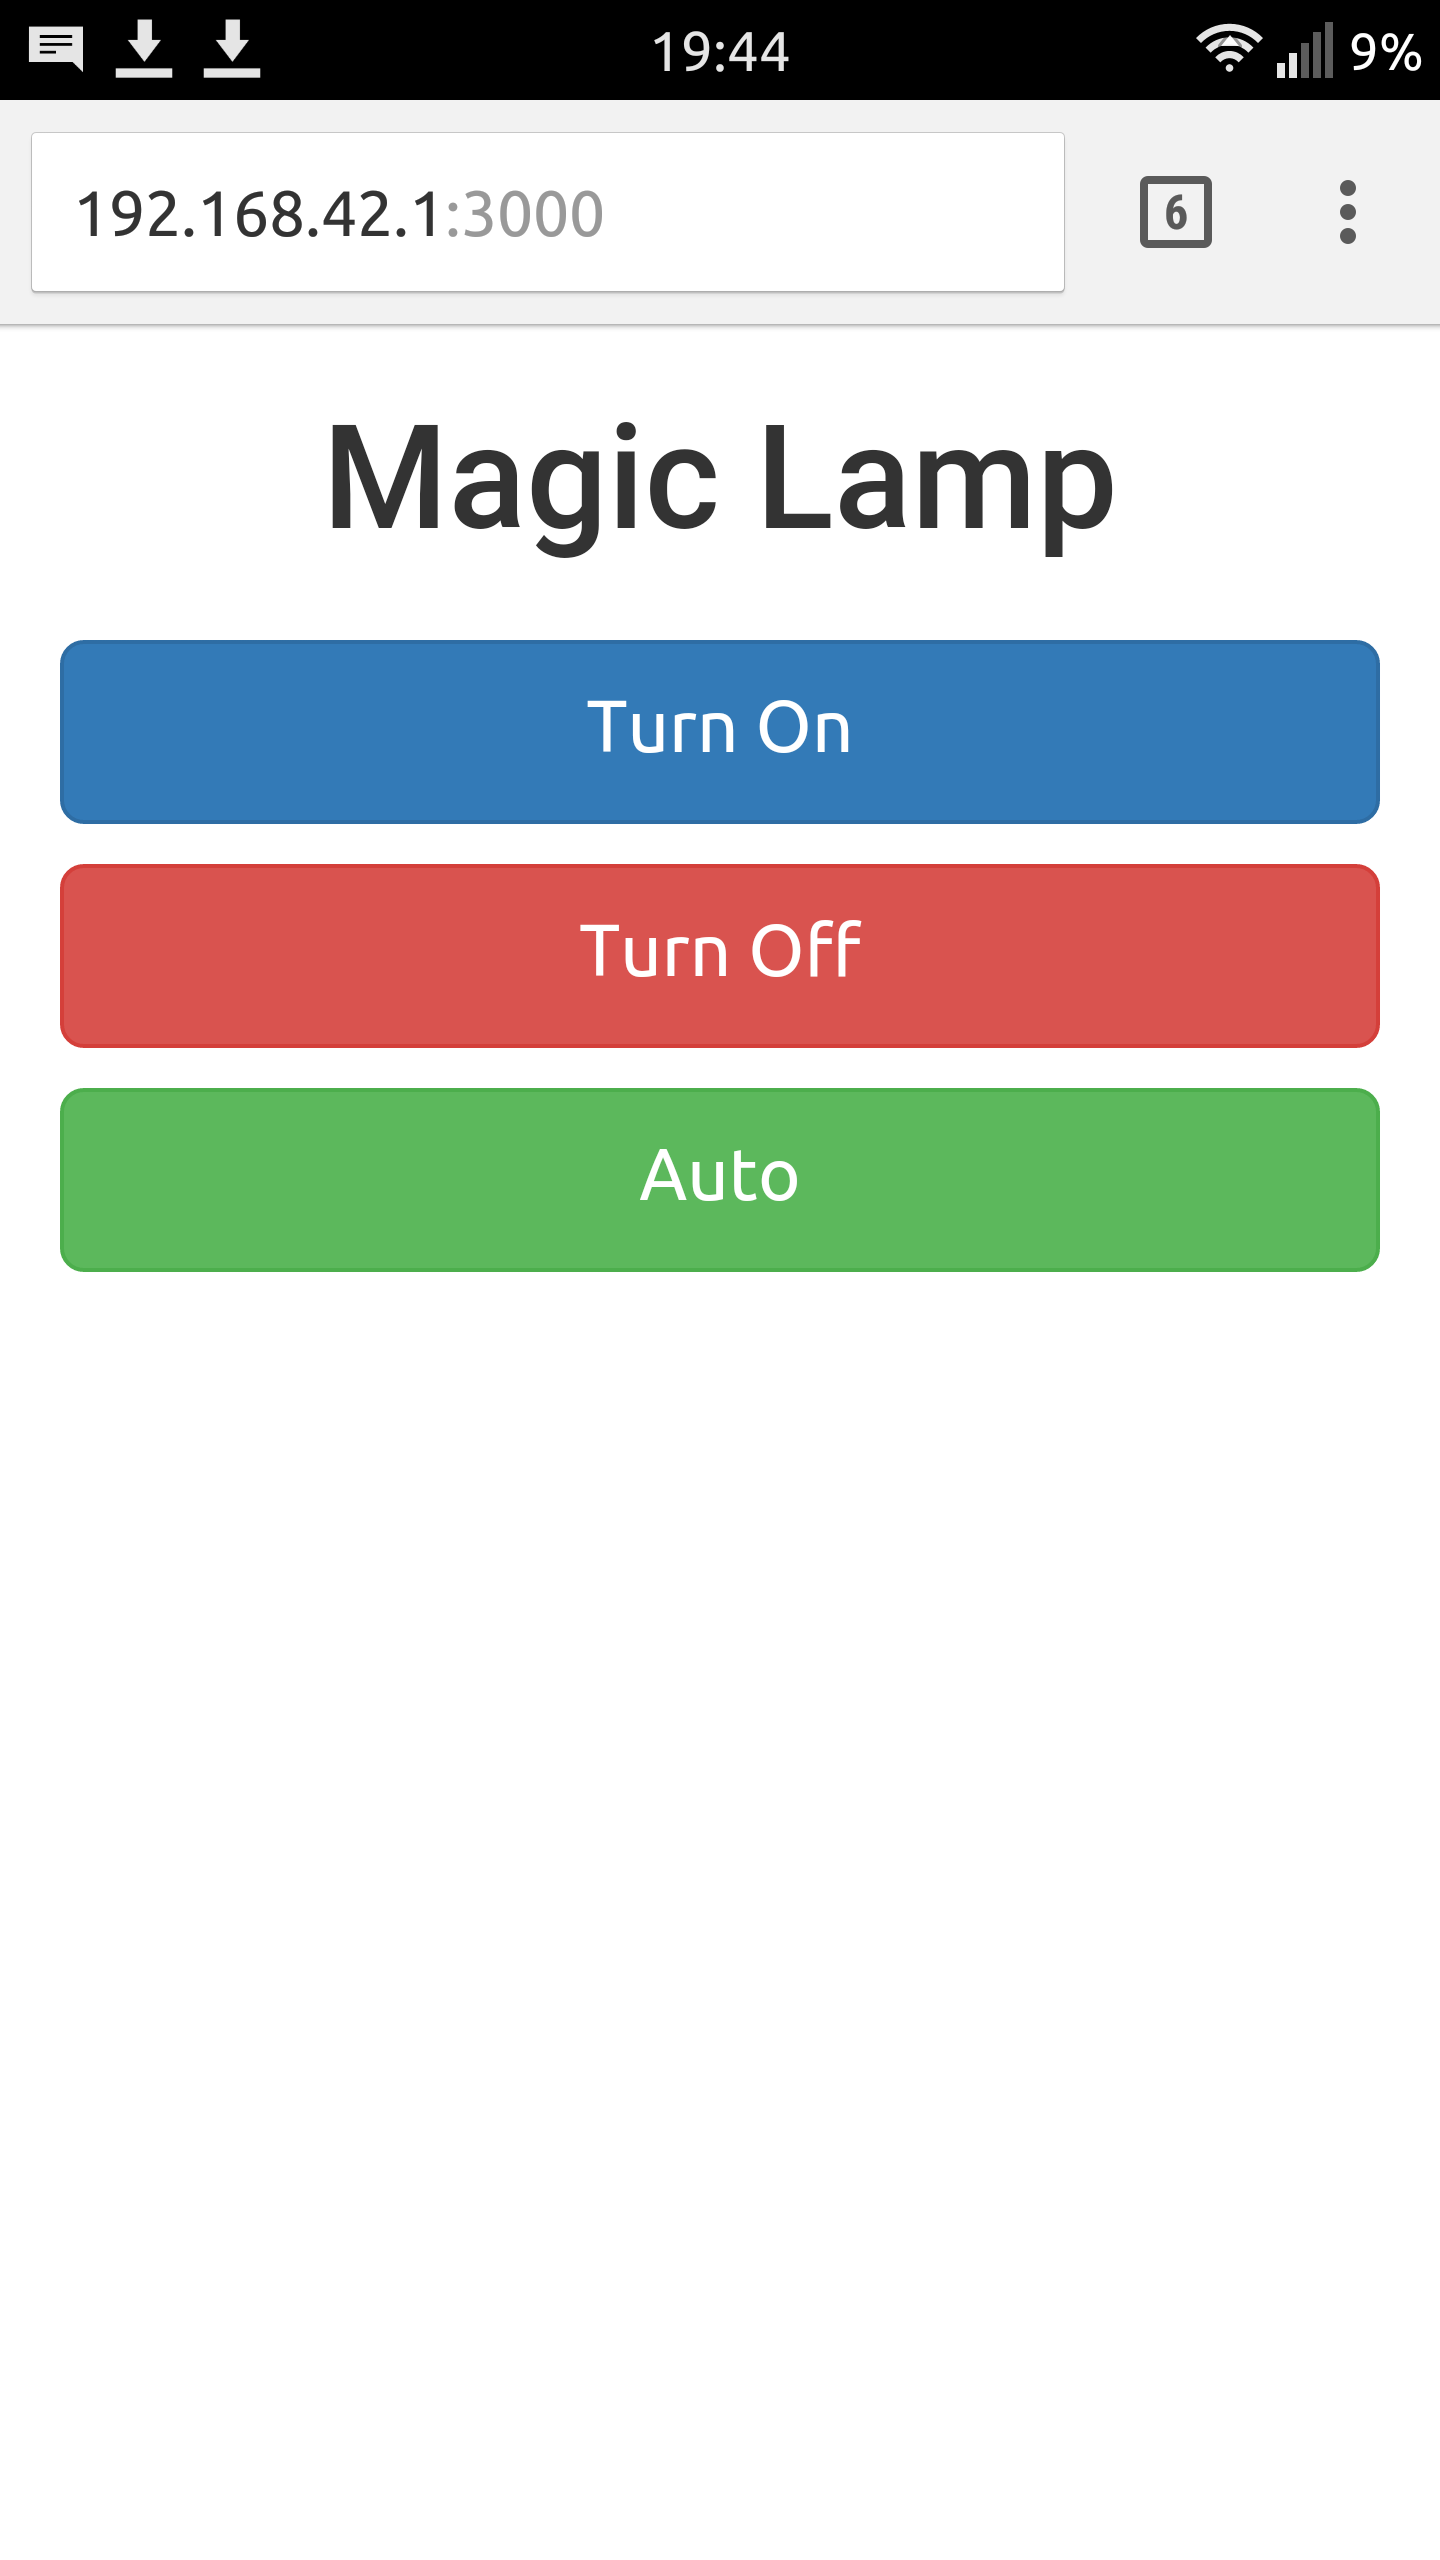 19:44
9%
192.168.42.1:3000
6
Magic Lamp
Turn On
Turn Off
Auto